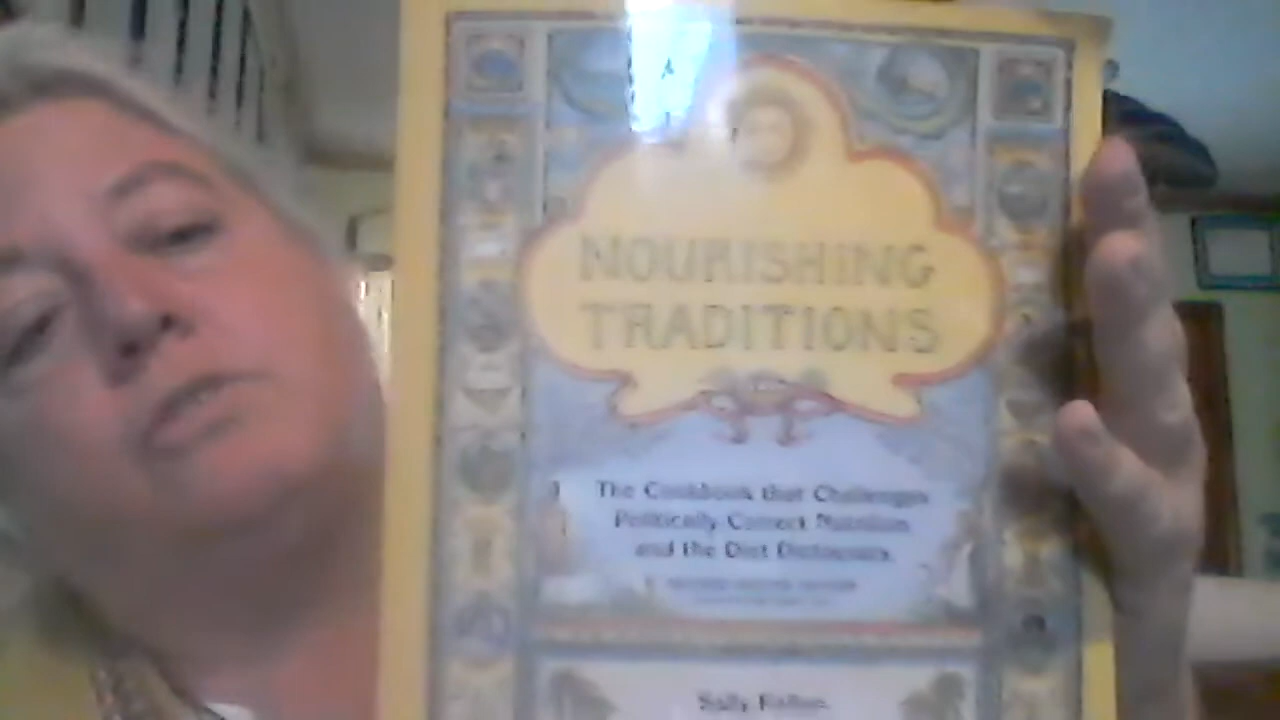 NOURISHING
TRADITIONS
The Cookbook that Challenges
Politically Correct Nutrition
and the Diet Dictocrats
Sally Fallon